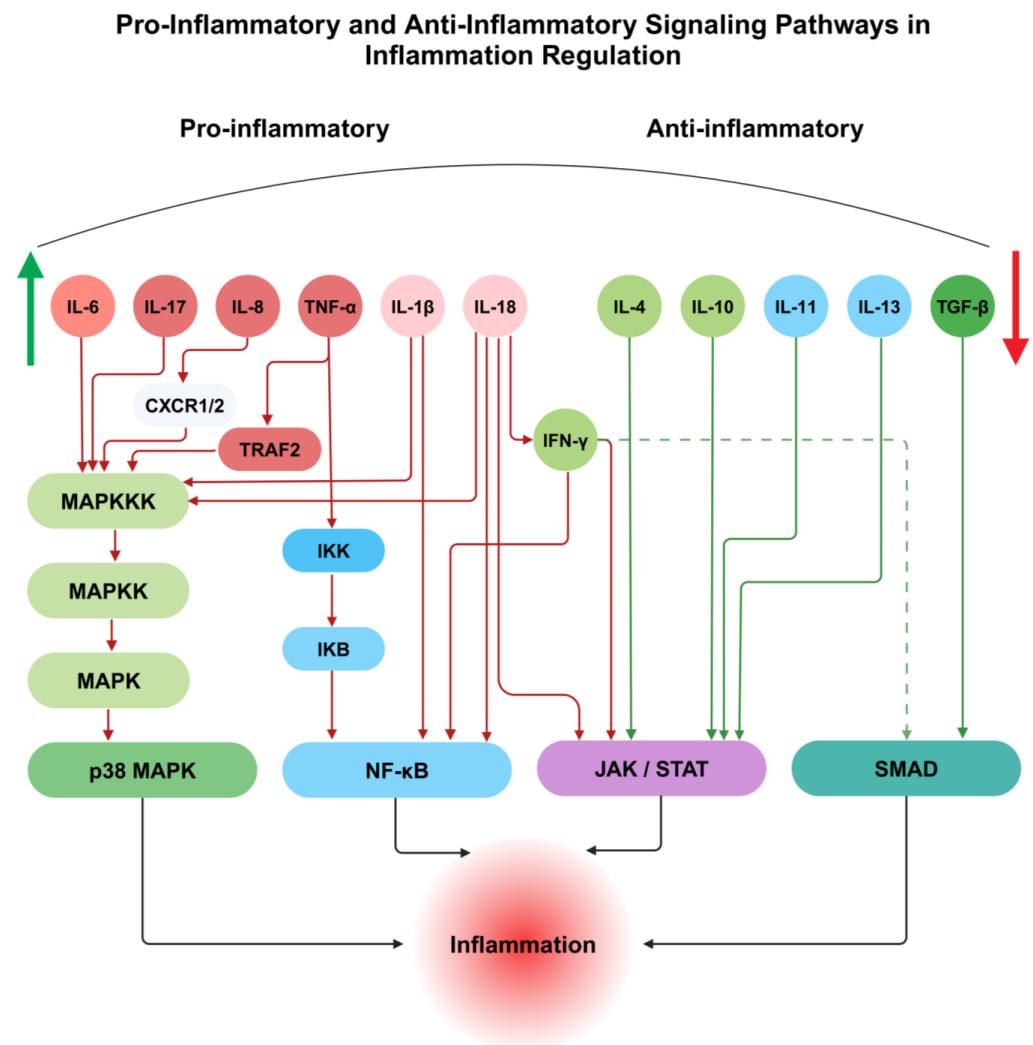 Pro-Inflammatory and Anti-Inflammatory Signaling Pathways in
Inflammation Regulation
Pro-inflammatory
Anti-inflammatory
IL-6
IL-17
IL-8
TNF-α
IL-1β
IL-18
IL-4
IL-10
IL-11
IL-13
TGF-β
CXCR1/2
TRAF2
IFN-γ
MAPKKK
IKK
MAPKK
IKB
MAPK
p38 MAPK
NF-κB
JAK / STAT
SMAD
Inflammation